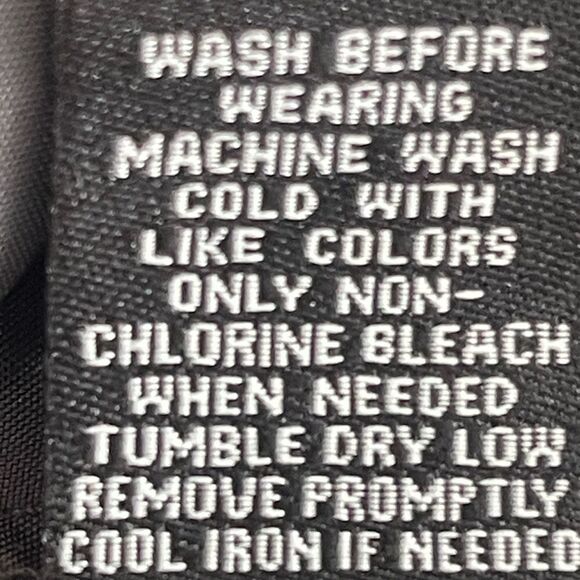 WASH BEFORE
WEARING
MACHINE WASH
COLD WITH
LIKE COLORS
ONLY NON-
CHLORINE BLEACH
WHEN NEEDED
TUMBLE DRY LOW
REMOVE PROMPTLY
COOL IRON IF NEEDED